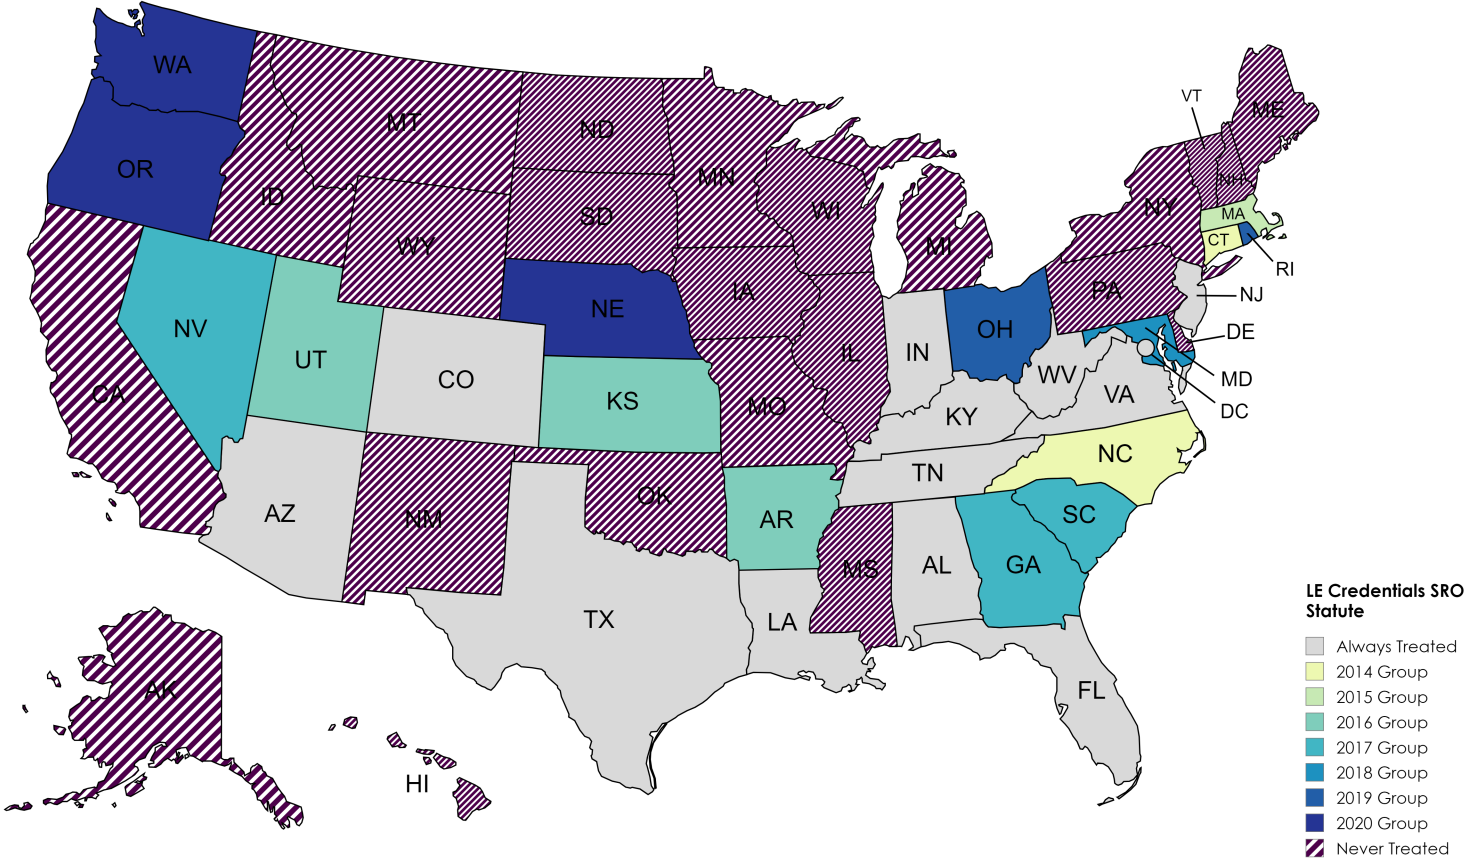 WA
OR
CA
NV
ID
MT
WY
UT
CO
AZ
NM
ND
SD
NE
KS
OK
TX
MN
IA
MO
AR
LA
WI
IL
MS
MI
IN
OH
KY
TN
AL
GA
FL
SC
NC
VA
WV
PA
NY
VT
NH
ME
MA
CT
RI
NJ
DE
MD
DC
AK
HI
LE Credentials SRO
Statute
Always Treated
2014 Group
2015 Group
2016 Group
2017 Group
2018 Group
2019 Group
2020 Group
Never Treated